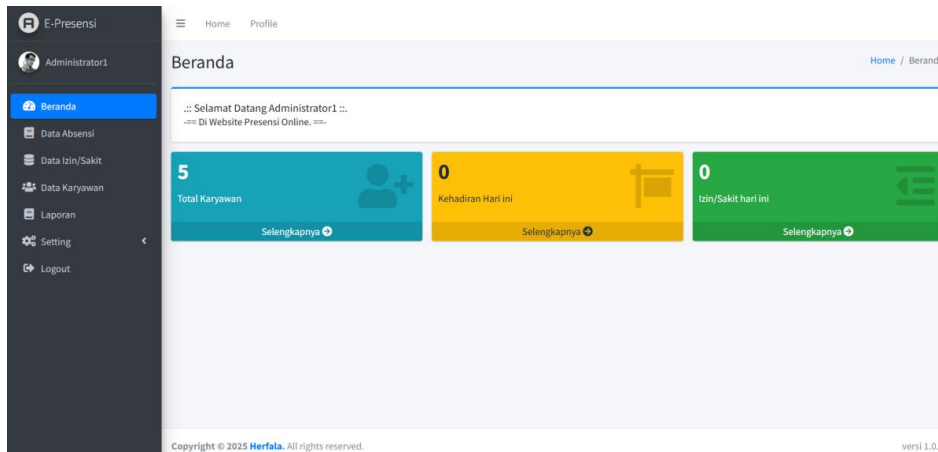 E-Presensi
Home Profile
Administrator1
Beranda
Home / Berand
Beranda
Data Absensi
Data Izin/Sakit
Data Karyawan
Laporan
Setting
Logout
.:: Selamat Datang Administrator1 ::.
-== Di Website Presensi Online. ==-
5
Total Karyawan
Selengkapnya
0
Kehadiran Hari ini
Selengkapnya
0
Izin/Sakit hari ini
Selengkapnya
Copyright © 2025 Herfala. All rights reserved.
versi 1.0.